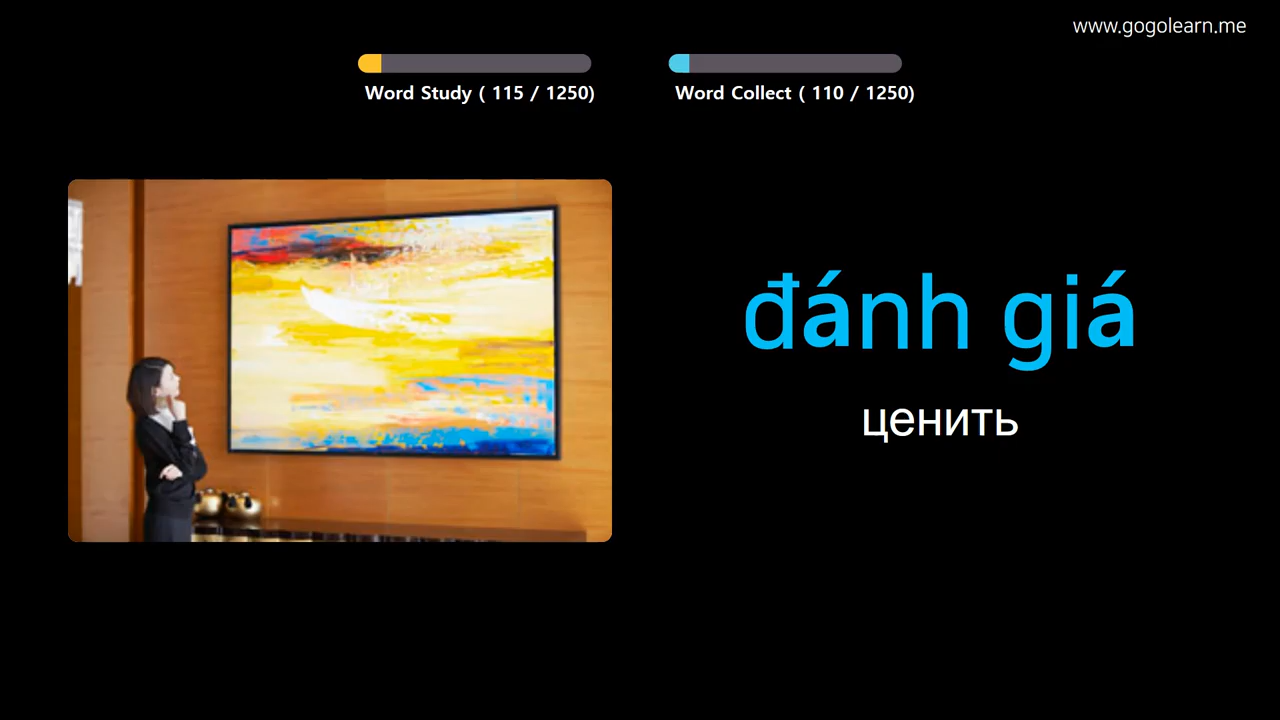 www.gogolearn.me
Word Study ( 115 / 1250)
Word Collect ( 110 / 1250)
đánh giá
ценить